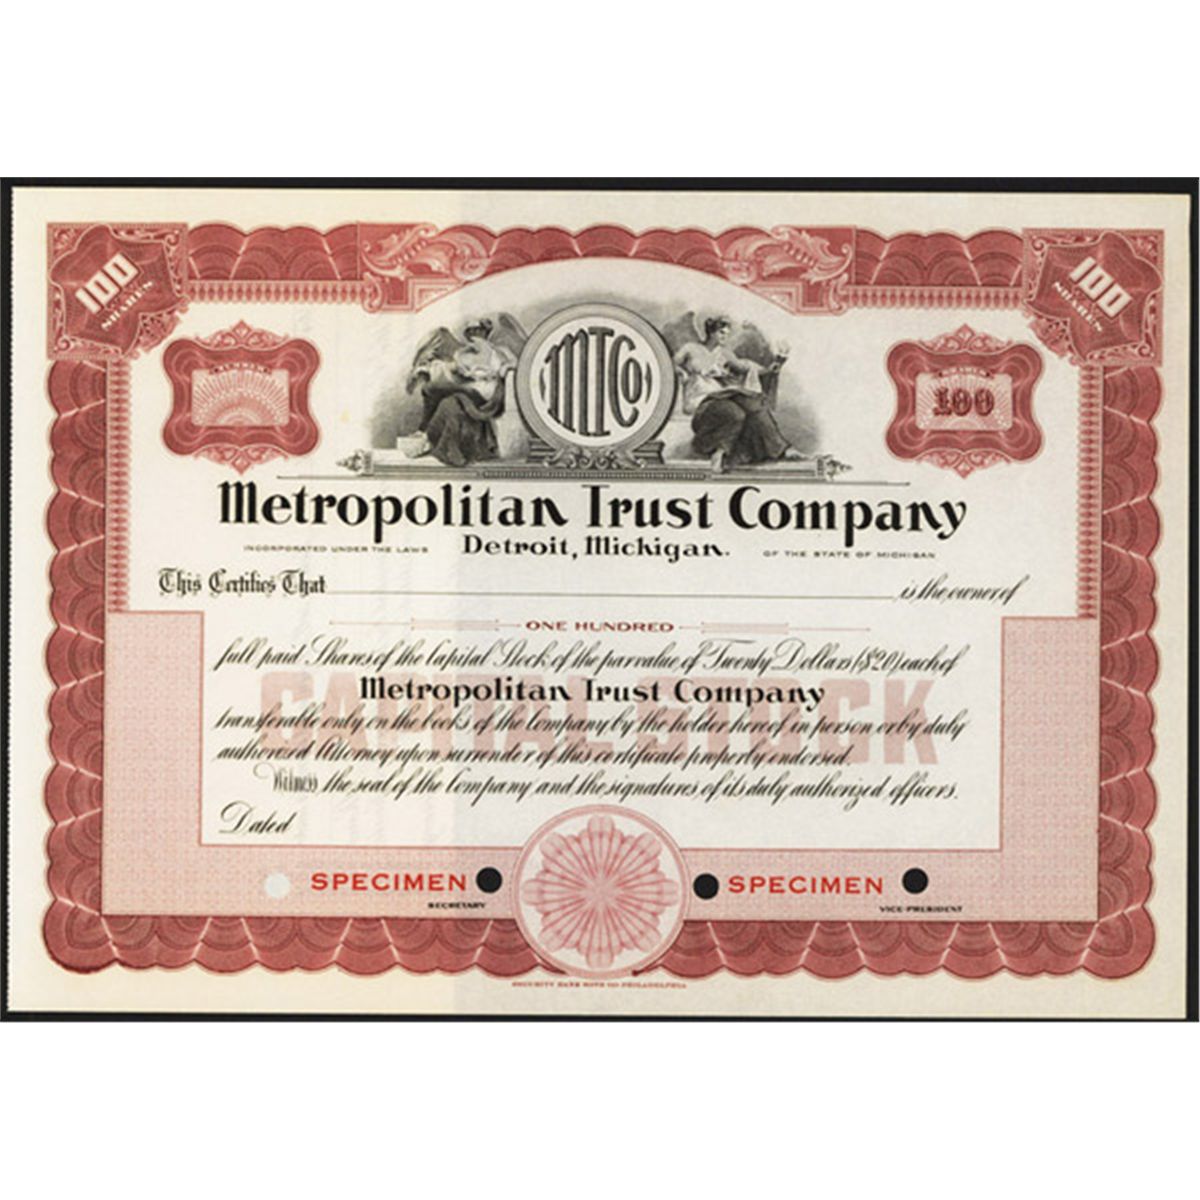 100
SHARES
100
SHARES
NUMBER
SHARES
100
MTCo
Metropolitan Trust Company
INCORPORATED UNDER THE LAWS Detroit, Michigan. OF THE STATE OF MICHIGAN
This Certifies That is the owner of
ONE HUNDRED
full paid Shares of the Capital Stock of the par value of Twenty Dollars ($20) each of
CAPITAL STOCK
Metropolitan Trust Company
transferable only on the books of the Company by the holder hereof in person or by duly
authorized Attorney upon surrender of this certificate properly endorsed.
Witness the seal of the Company and the signatures of its duly authorized officers.
Dated
SPECIMEN SPECIMEN
SECRETARY VICE-PRESIDENT
SECURITY BANK NOTE CO PHILADELPHIA